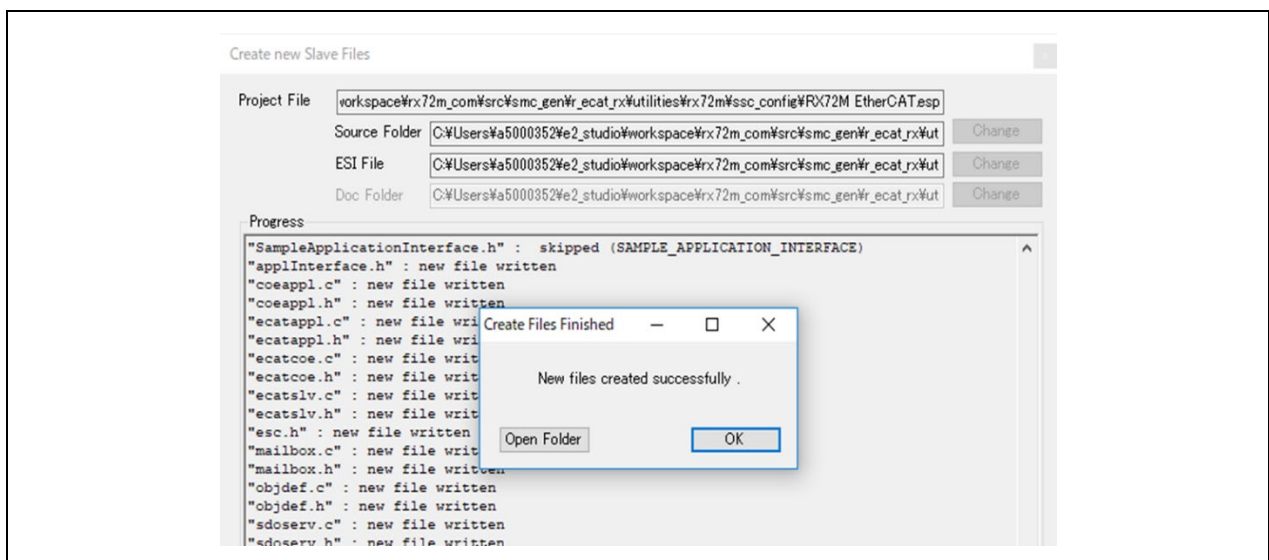 Create new Slave Files
Project File
workspace¥rx72m_com¥src¥smc_gen¥r_ecat_rx¥utilities¥rx72m¥ssc_config¥RX72M EtherCAT.esp
Source Folder C:¥Users¥a5000352¥e2_studio¥workspace¥rx72m_com¥src¥smc_gen¥r_ecat_rx¥ut Change
ESI File C:¥Users¥a5000352¥e2_studio¥workspace¥rx72m_com¥src¥smc_gen¥r_ecat_rx¥ut Change
Doc Folder C:¥Users¥a5000352¥e2_studio¥workspace¥rx72m_com¥src¥smc_gen¥r_ecat_rx¥ut Change
Progress
"SampleApplicationInterface.h" : skipped (SAMPLE_APPLICATION_INTERFACE)
"applInterface.h" : new file written
"coeappl.c" : new file written
"coeappl.h" : new file written
"ecatappl.c" : new file wri
"ecatappl.h" : new file wri
"ecatcoe.c" : new file writ
"ecatcoe.h" : new file writ
"ecatslv.c" : new file writ
"ecatslv.h" : new file writ
"esc.h" : new file written
"mailbox.c" : new file writ
"mailbox.h" : new file written
"objdef.c" : new file written
"objdef.h" : new file written
"sdoserv.c" : new file written
"sdoserv.h" : new file written
Create Files Finished
New files created successfully .
Open Folder OK